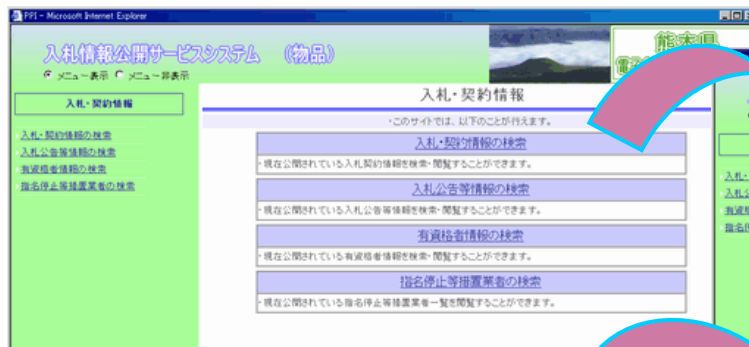 PPI - Microsoft Internet Explorer
入札情報公開サービスシステム （物品）
熊本県
メニュー表示 メニュー非表示
入札・契約情報
入札・契約情報の検索
入札公告等情報の検索
有資格者情報の検索
指名停止等措置業者の検索
入札・契約情報
・このサイトでは、以下のことが行えます。
入札・契約情報の検索
・現在公開されている入札契約情報を検索・閲覧することができます。
入札公告等情報の検索
・現在公開されている入札公告等情報を検索・閲覧することができます。
有資格者情報の検索
・現在公開されている有資格者情報を検索・閲覧することができます。
指名停止等措置業者の検索
・現在公開されている指名停止等措置業者一覧を閲覧することができます。
入札・
入札公
有資格
指名停